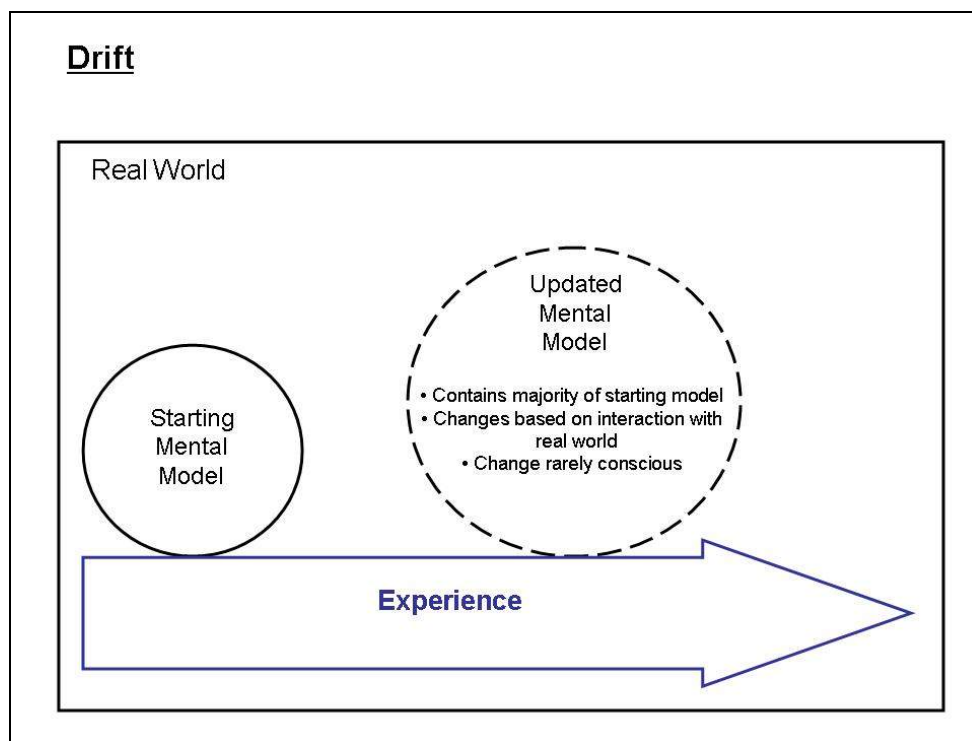 Drift
Real World
Updated
Mental
Model
• Contains majority of starting model
• Changes based on interaction with
real world
• Change rarely conscious
Starting
Mental
Model
Experience